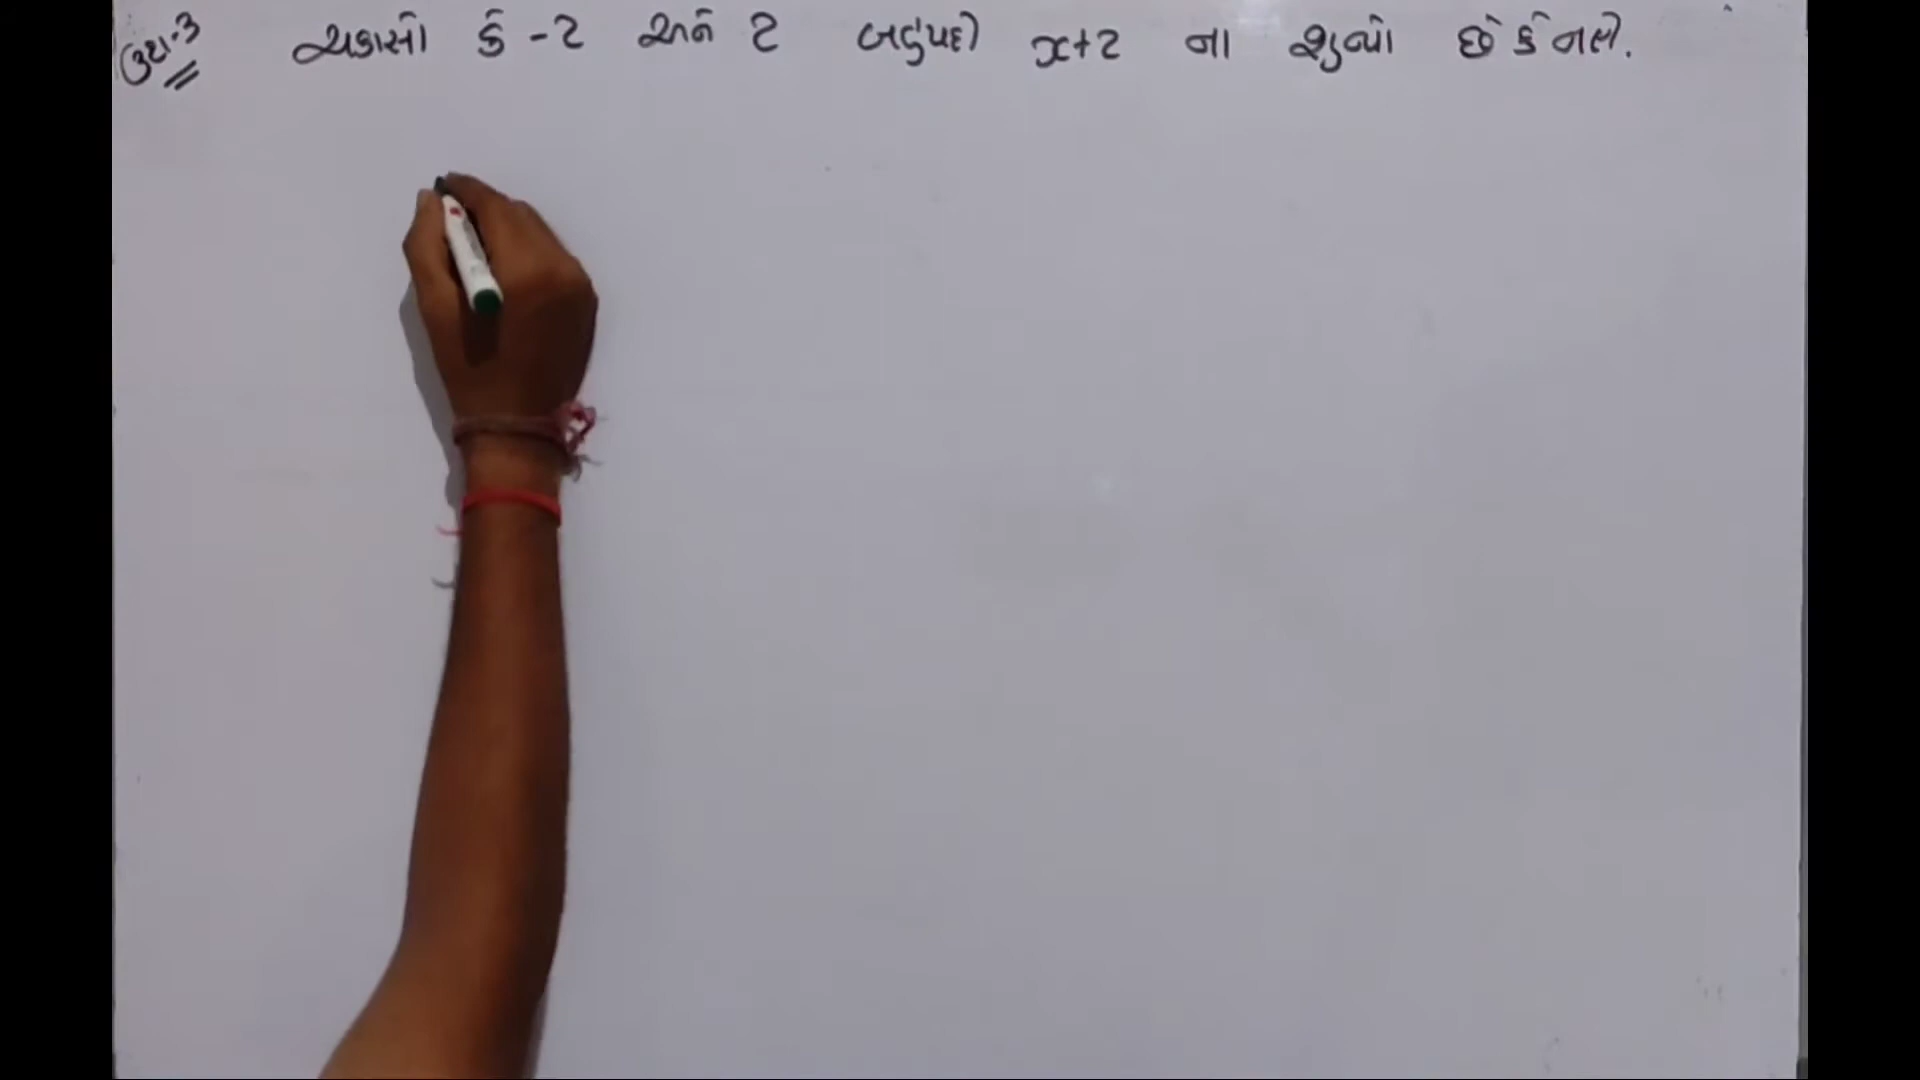 ઉદા.3 ચકાસો કે -2 અને 2 બહુપદી x+2 ના શુન્યો છે કે નહી.